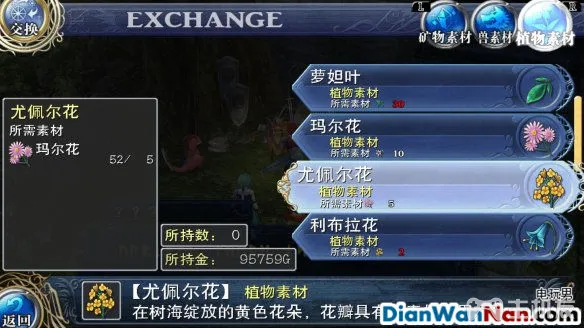 交换
EXCHANGE
L
R
矿物素材
兽素材
植物素材
尤佩尔花
所需素材
玛尔花
52/ 5
萝妲叶
植物素材
所需素材 30
玛尔花
植物素材
所需素材 10
尤佩尔花
植物素材
所需素材 5
利布拉花
植物素材
所需素材 2
所持数: 0
所持金: 95759G
返回
【尤佩尔花】 植物素材
在树海绽放的黄色花朵，花瓣具有
电玩男
DianWanNan.Com